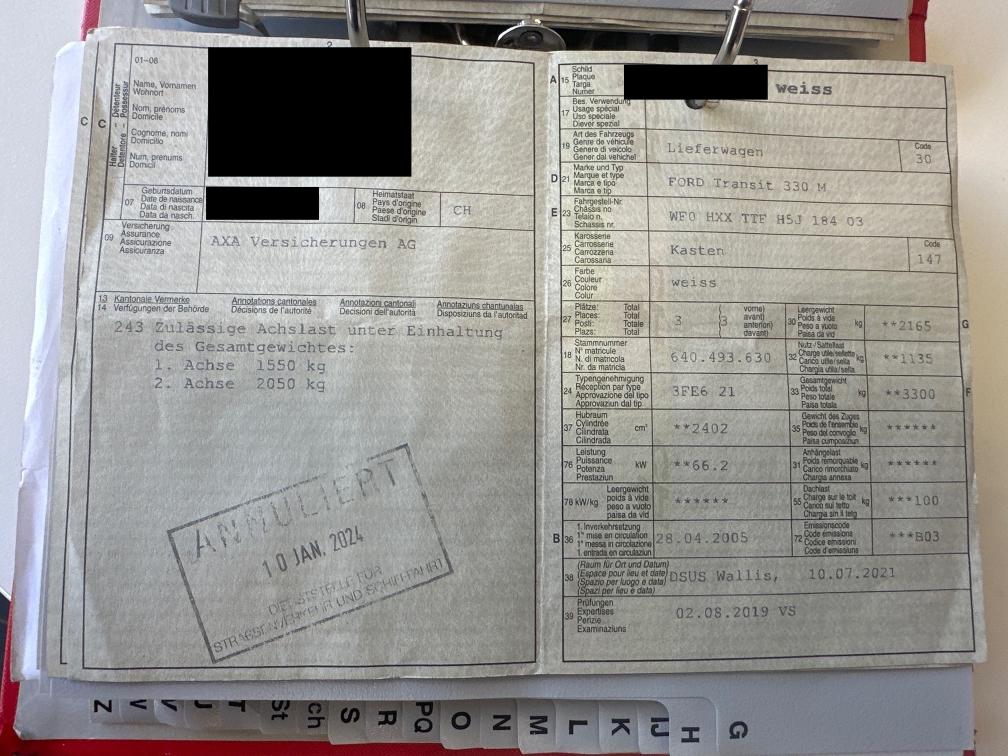 01–06
2
C
C
Halter – Détenteur
Detentore – Possessur
Name, Vornamen
Wohnort
Nom, prénoms
Domicile
Cognome, nomi
Domicilio
Num, prenums
Domicil
07
Geburtsdatum
Date de naissance
Data di nascita
Data da nasch.
08
Heimatstaat
Pays d'origine
Paese d'origine
Stadi d'origin
CH
09
Versicherung
Assurance
Assicurazione
Assicuranza
AXA Versicherungen AG
13 Kantonale Vermerke Annotations cantonales Annotazioni cantonali Annotaziuns chantunalas
14 Verfügungen der Behörde Décisions de l'autorité Decisioni dell'autorità Disposiziuns da l'autoritad
243 Zulässige Achslast unter Einhaltung
des Gesamtgewichtes:
1. Achse 1550 kg
2. Achse 2050 kg
ANNULIERT
10 JAN. 2024
DIENSTSTELLE FÜR
STRASSENVERKEHR UND SCHIFFFAHRT
3
A 15
Schild
Plaque
Targa
Numer
weiss
17
Bes. Verwendung
Usage spécial
Uso speciale
Diever spezial
19
Art des Fahrzeugs
Genre de véhicule
Genere di veicolo
Gener dal vehichel
Lieferwagen
Code
30
D 21
Marke und Typ
Marque et type
Marca e tipo
Marca e tip
FORD Transit 330 M
E 23
Fahrgestell-Nr.
Châssis no
Telaio n.
Schassis nr.
WF0 HXX TTF H5J 184 03
25
Karosserie
Carrosserie
Carrozzeria
Carossaria
Kasten
Code
147
26
Farbe
Couleur
Colore
Colur
weiss
27
Plätze: Total
Places: Total
Posti: Totale
Plazs: Total
3
(3
vorne)
avant)
anteriori)
davant)
30
Leergewicht
Poids à vide
Peso a vuoto
Paisa da vid
kg
**2165
G
18
Stammnummer
N° matricule
N. di matricola
Nr. da matricla
640.493.630
32
Nutz-/Sattellast
Charge utile/sellette
Carico utile/sella
Chargia utila/sella
kg
**1135
24
Typengenehmigung
Réception par type
Approvazione del tipo
Approvaziun dal tip
3FE6 21
33
Gesamtgewicht
Poids total
Peso totale
Paisa totala
kg
**3300
F
37
Hubraum
Cylindrée
Cilindrata
Cilindrada
cm³
**2402
35
Gewicht des Zuges
Poids de l'ensemble
Peso del convoglio
Paisa cumposiziun
kg
******
76
Leistung
Puissance
Potenza
Prestaziun
kW
**66.2
31
Anhängelast
Poids remorquable
Carico rimorchiato
Chargia annexa
kg
******
78 kW/kg
Leergewicht
poids à vide
peso a vuoto
paisa da vid
******
55
Dachlast
Charge sur le toit
Carico sul tetto
Chargia sin il tetg
kg
***100
B 36
1. Inverkehrsetzung
1re mise en circulation
1a messa in circolazione
1. entrada en circulaziun
28.04.2005
72
Emissionscode
Code émissions
Codice emissioni
Code d'emissiuns
***B03
38
(Raum für Ort und Datum)
(Espace pour lieu et date)
(Spazio per luogo e data)
(Spazi per lieu e data)
DSUS Wallis, 10.07.2021
39
Prüfungen
Expertises
Perizie
Examinaziuns
02.08.2019 VS
Z
V
V
U
T
St
ch
S
R
PQ
O
N
M
L
K
IJ
H
G